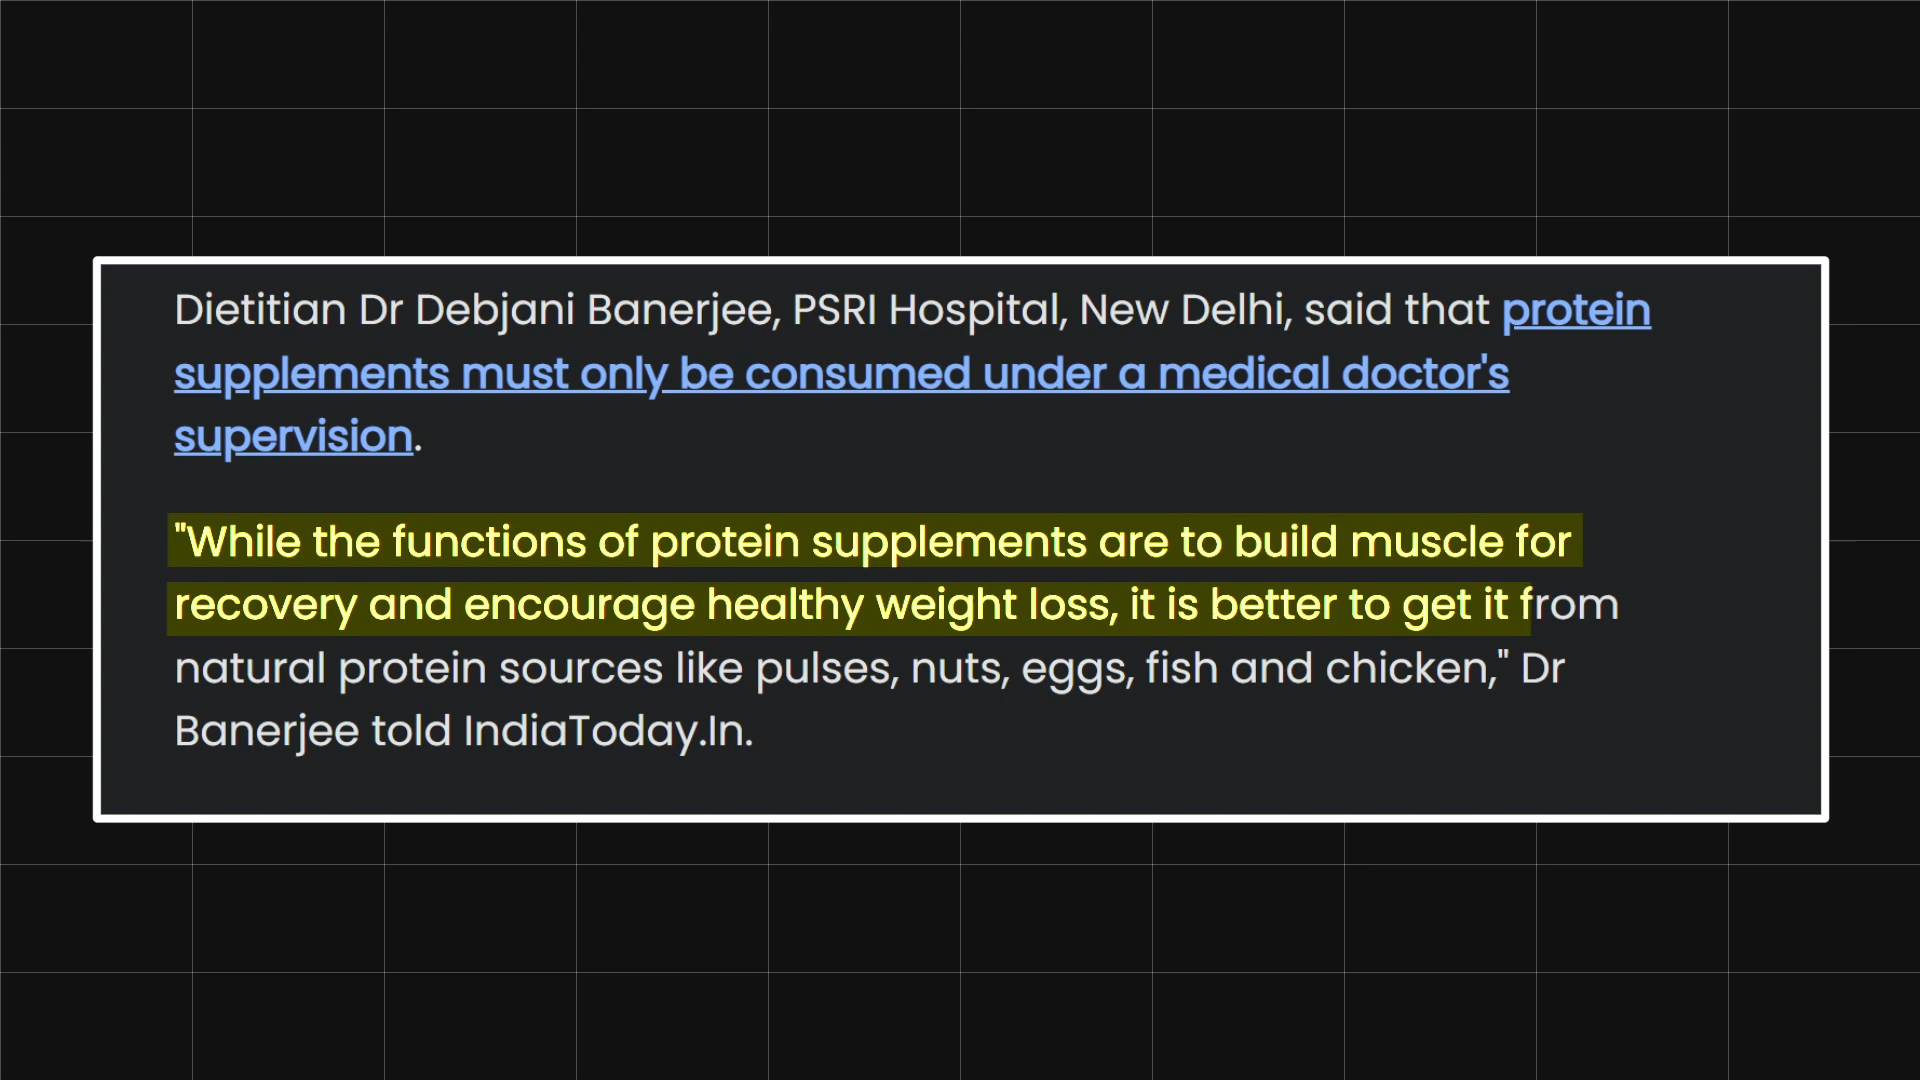 Dietitian Dr Debjani Banerjee, PSRI Hospital, New Delhi, said that protein
supplements must only be consumed under a medical doctor's
supervision.
"While the functions of protein supplements are to build muscle for
recovery and encourage healthy weight loss, it is better to get it from
natural protein sources like pulses, nuts, eggs, fish and chicken," Dr
Banerjee told IndiaToday.In.